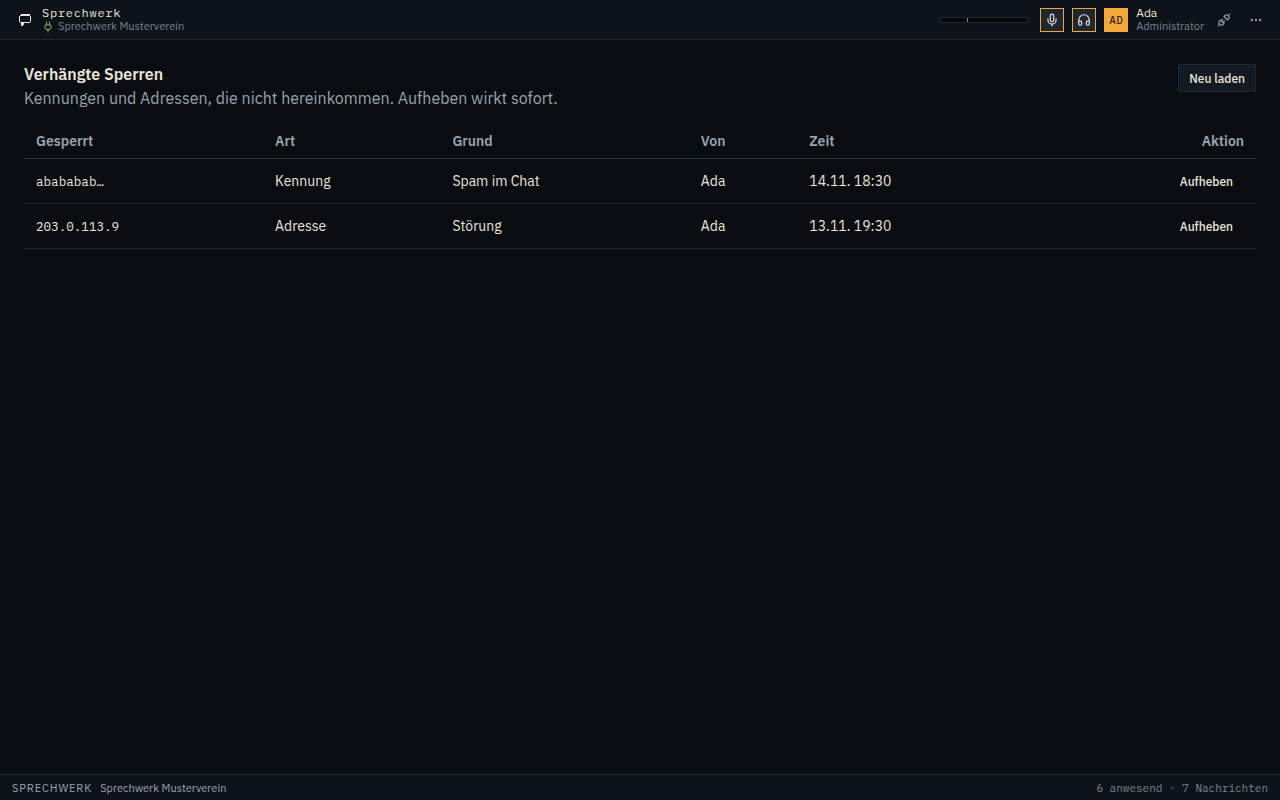 Sprechwerk
Sprechwerk Musterverein
AD
Ada
Administrator
Verhängte Sperren
Kennungen und Adressen, die nicht hereinkommen. Aufheben wirkt sofort.
Neu laden
Gesperrt Art Grund Von Zeit Aktion
abababab… Kennung Spam im Chat Ada 14.11. 18:30 Aufheben
203.0.113.9 Adresse Störung Ada 13.11. 19:30 Aufheben
SPRECHWERK Sprechwerk Musterverein
6 anwesend · 7 Nachrichten